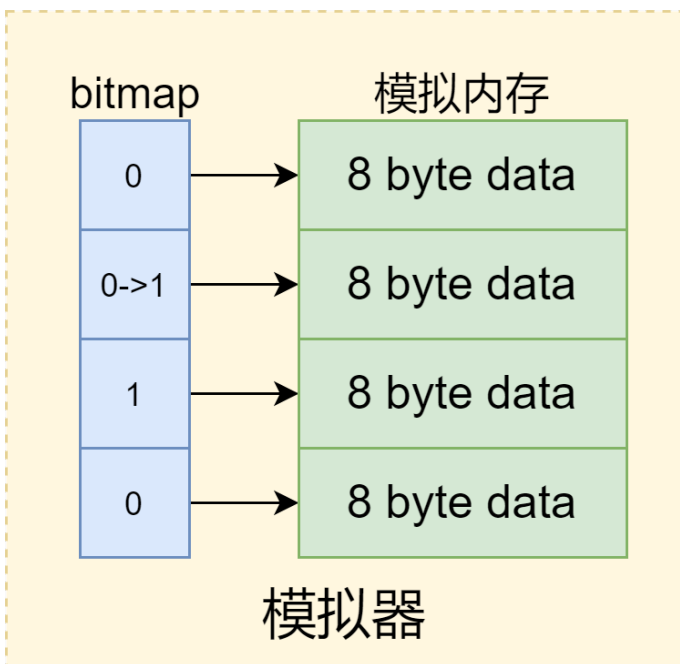 bitmap 模拟内存
0 8 byte data
0->1 8 byte data
1 8 byte data
0 8 byte data
模拟器